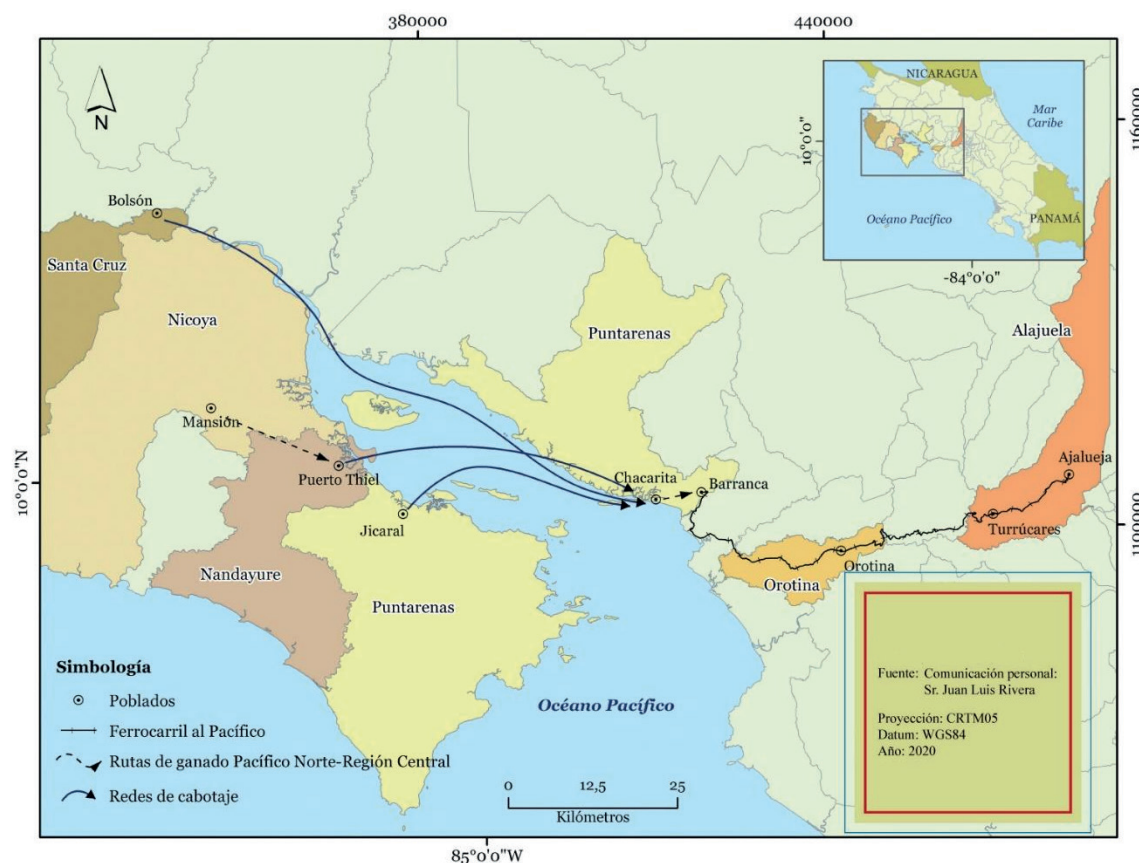 380000
440000
1160000
1100000
10°0'0"N
85°0'0"W
N
NICARAGUA
Mar
Caribe
10°0'0"
Océano Pacífico
PANAMÁ
-84°0'0"
Bolsón
Santa Cruz
Nicoya
Puntarenas
Alajuela
Mansión
Puerto Thiel
Chacarita
Barranca
Ajalueja
Jicaral
Turrúcares
Nandayure
Orotina
Orotina
Puntarenas
Océano Pacífico
Simbología
Poblados
Ferrocarril al Pacífico
Rutas de ganado Pacífico Norte-Región Central
Redes de cabotaje
0 12,5 25
Kilómetros
Fuente: Comunicación personal:
Sr. Juan Luis Rivera
Proyección: CRTM05
Datum: WGS84
Año: 2020